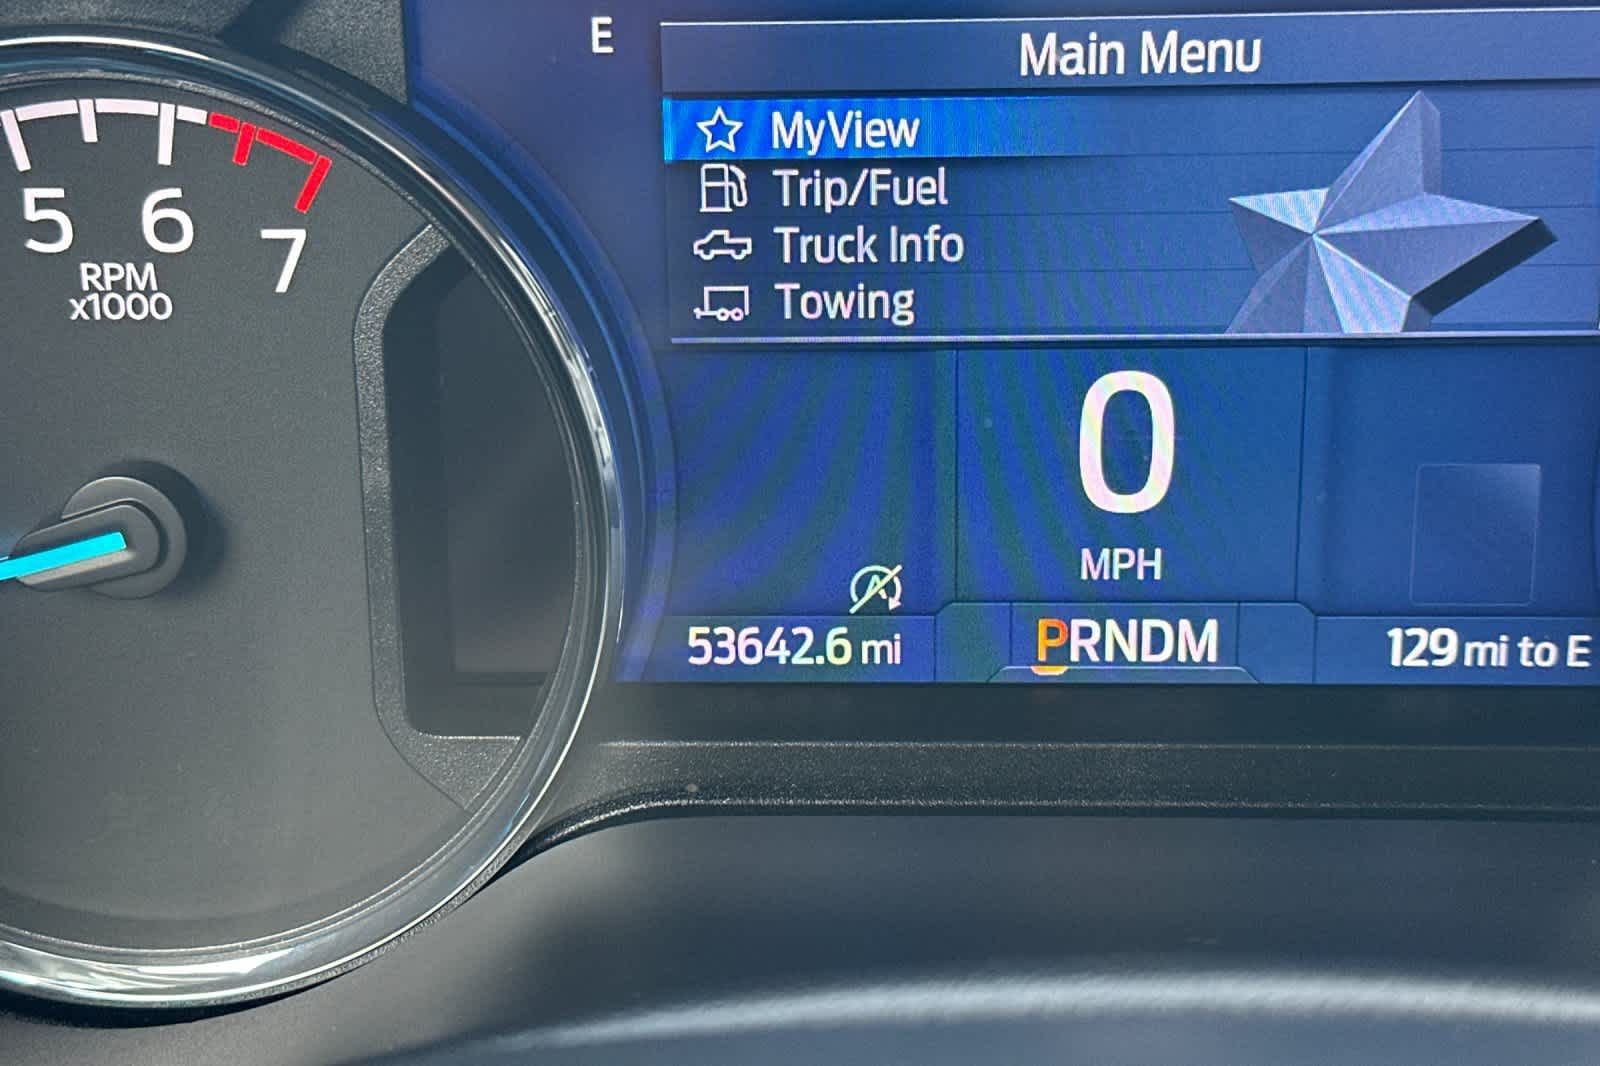 E
Main Menu
MyView
Trip/Fuel
Truck Info
Towing
5 6 7
RPM
x1000
0
MPH
A
53642.6 mi
PRNDM
129 mi to E